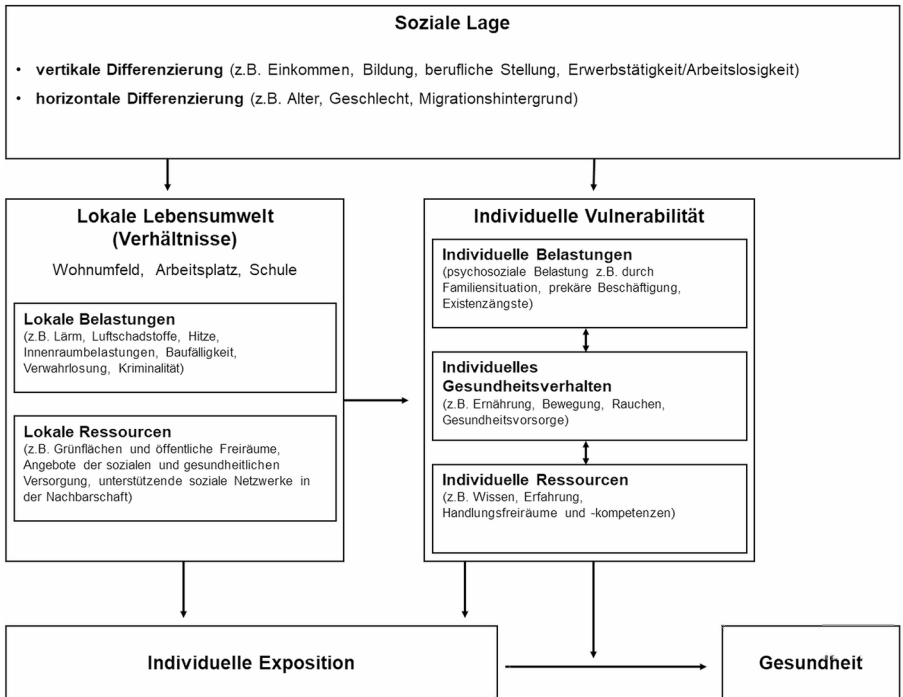 Soziale Lage
• vertikale Differenzierung (z.B. Einkommen, Bildung, berufliche Stellung, Erwerbstätigkeit/Arbeitslosigkeit)
• horizontale Differenzierung (z.B. Alter, Geschlecht, Migrationshintergrund)
Lokale Lebensumwelt
(Verhältnisse)
Wohnumfeld, Arbeitsplatz, Schule
Lokale Belastungen
(z.B. Lärm, Luftschadstoffe, Hitze,
Innenraumbelastungen, Baufälligkeit,
Verwahrlosung, Kriminalität)
Lokale Ressourcen
(z.B. Grünflächen und öffentliche Freiräume,
Angebote der sozialen und gesundheitlichen
Versorgung, unterstützende soziale Netzwerke in
der Nachbarschaft)
Individuelle Vulnerabilität
Individuelle Belastungen
(psychosoziale Belastung z.B. durch
Familiensituation, prekäre Beschäftigung,
Existenzängste)
Individuelles
Gesundheitsverhalten
(z.B. Ernährung, Bewegung, Rauchen,
Gesundheitsvorsorge)
Individuelle Ressourcen
(z.B. Wissen, Erfahrung,
Handlungsfreiräume und -kompetenzen)
Individuelle Exposition
Gesundheit